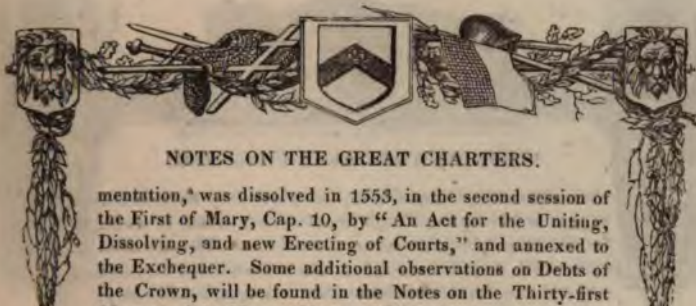 NOTES ON THE GREAT CHARTERS.
mentation,ᵃ was dissolved in 1553, in the second session of
the First of Mary, Cap. 10, by “An Act for the Uniting,
Dissolving, and new Erecting of Courts,” and annexed to
the Exchequer. Some additional observations on Debts of
the Crown, will be found in the Notes on the Thirty-first